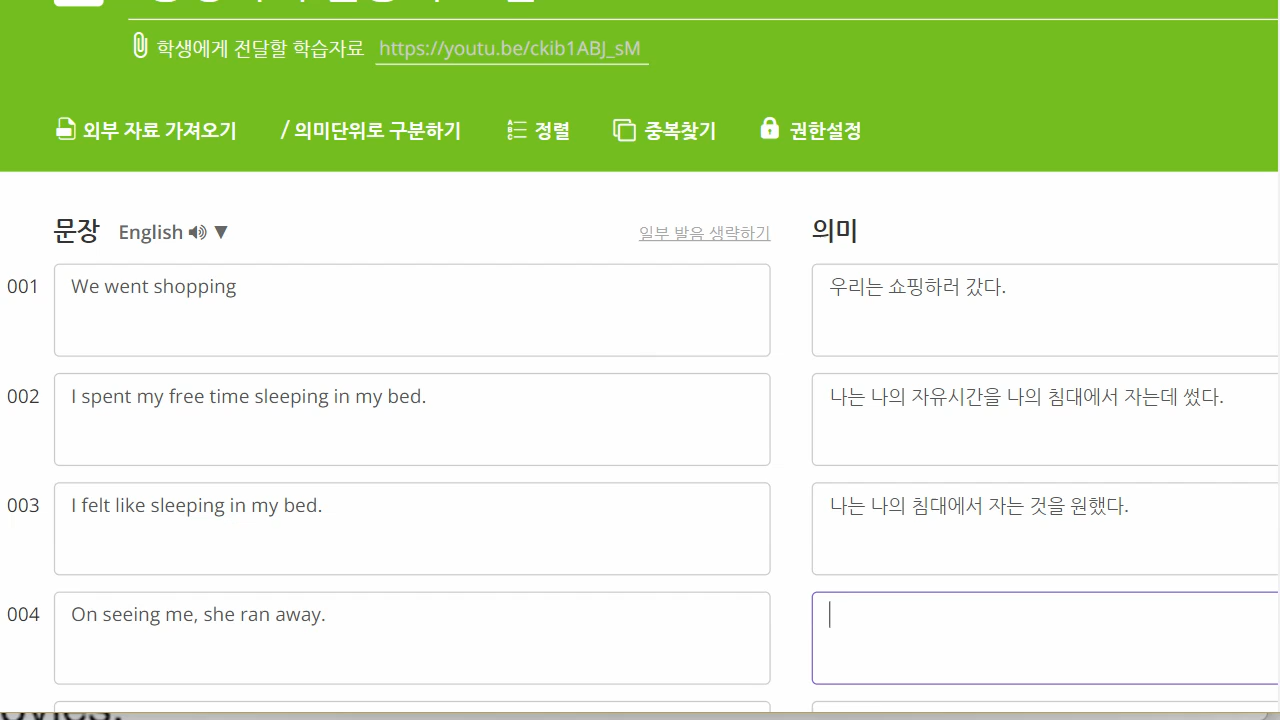 학생에게 전달할 학습자료 https://youtu.be/ckib1ABJ_sM
외부 자료 가져오기 / 의미단위로 구분하기 정렬 중복찾기 권한설정
문장 English ▼ 일부 발음 생략하기 의미
001 We went shopping 우리는 쇼핑하러 갔다.
002 I spent my free time sleeping in my bed. 나는 나의 자유시간을 나의 침대에서 자는데 썼다.
003 I felt like sleeping in my bed. 나는 나의 침대에서 자는 것을 원했다.
004 On seeing me, she ran away.